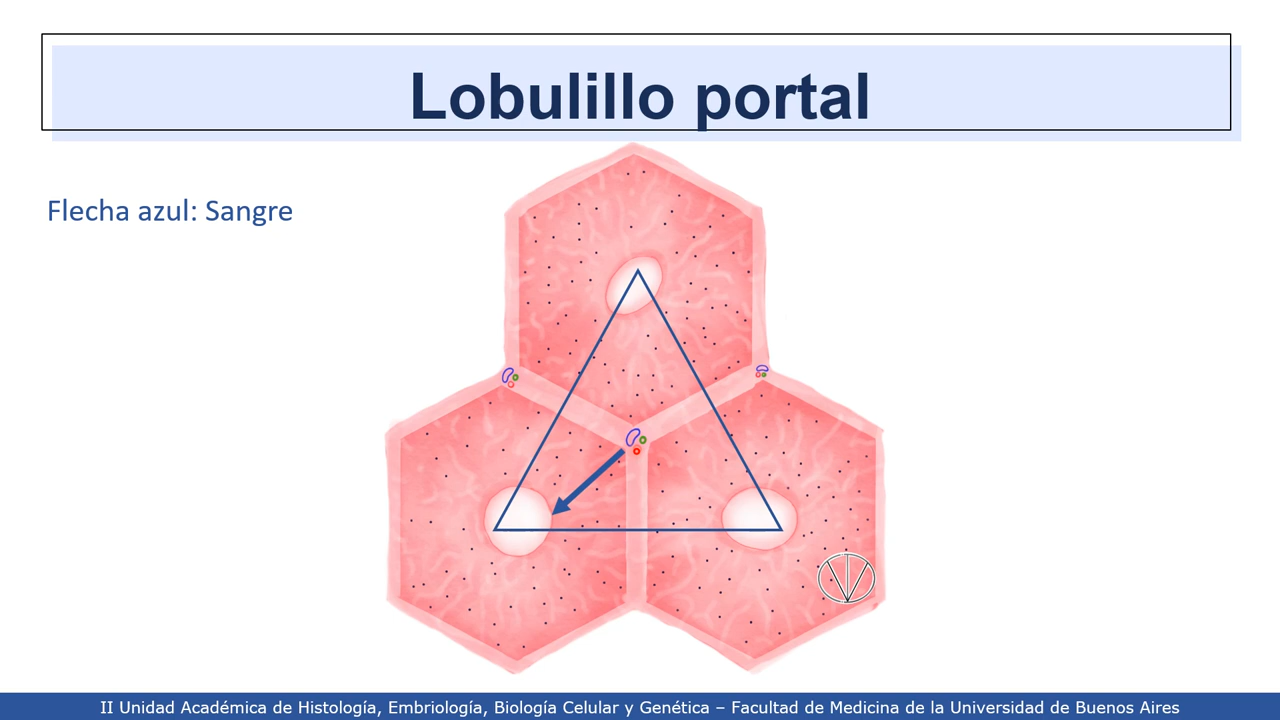 Lobulillo portal
Flecha azul: Sangre
II Unidad Académica de Histología, Embriología, Biología Celular y Genética – Facultad de Medicina de la Universidad de Buenos Aires